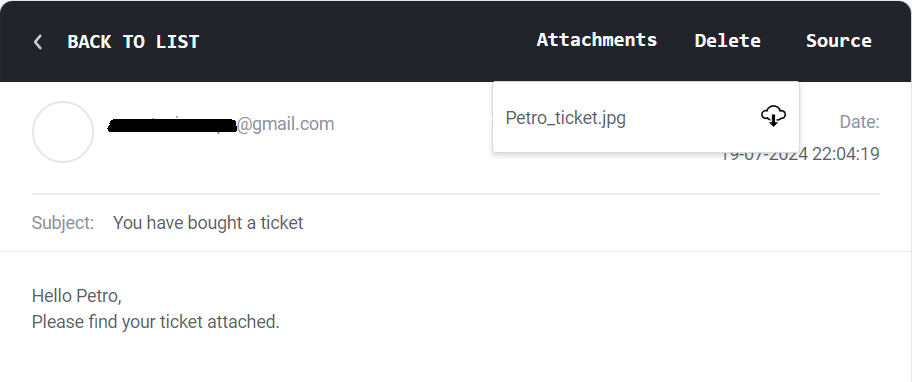 BACK TO LIST
Attachments
Delete
Source
Petro_ticket.jpg
@gmail.com
Date:
19-07-2024 22:04:19
Subject: You have bought a ticket
Hello Petro,
Please find your ticket attached.